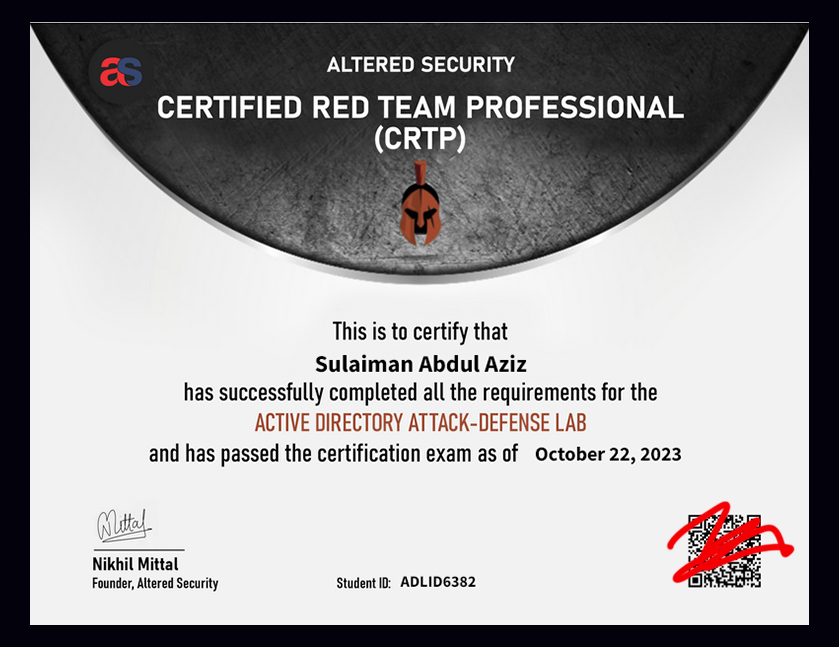 as
ALTERED SECURITY
CERTIFIED RED TEAM PROFESSIONAL
(CRTP)
This is to certify that
Sulaiman Abdul Aziz
has successfully completed all the requirements for the
ACTIVE DIRECTORY ATTACK-DEFENSE LAB
and has passed the certification exam as of October 22, 2023
Mittal
Nikhil Mittal
Founder, Altered Security
Student ID: ADLID6382